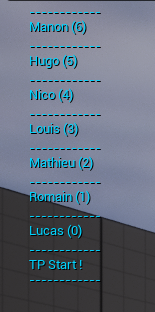 ------------
Manon (6)
------------
Hugo (5)
------------
Nico (4)
------------
Louis (3)
------------
Mathieu (2)
------------
Romain (1)
------------
Lucas (0)
------------
TP Start !
------------